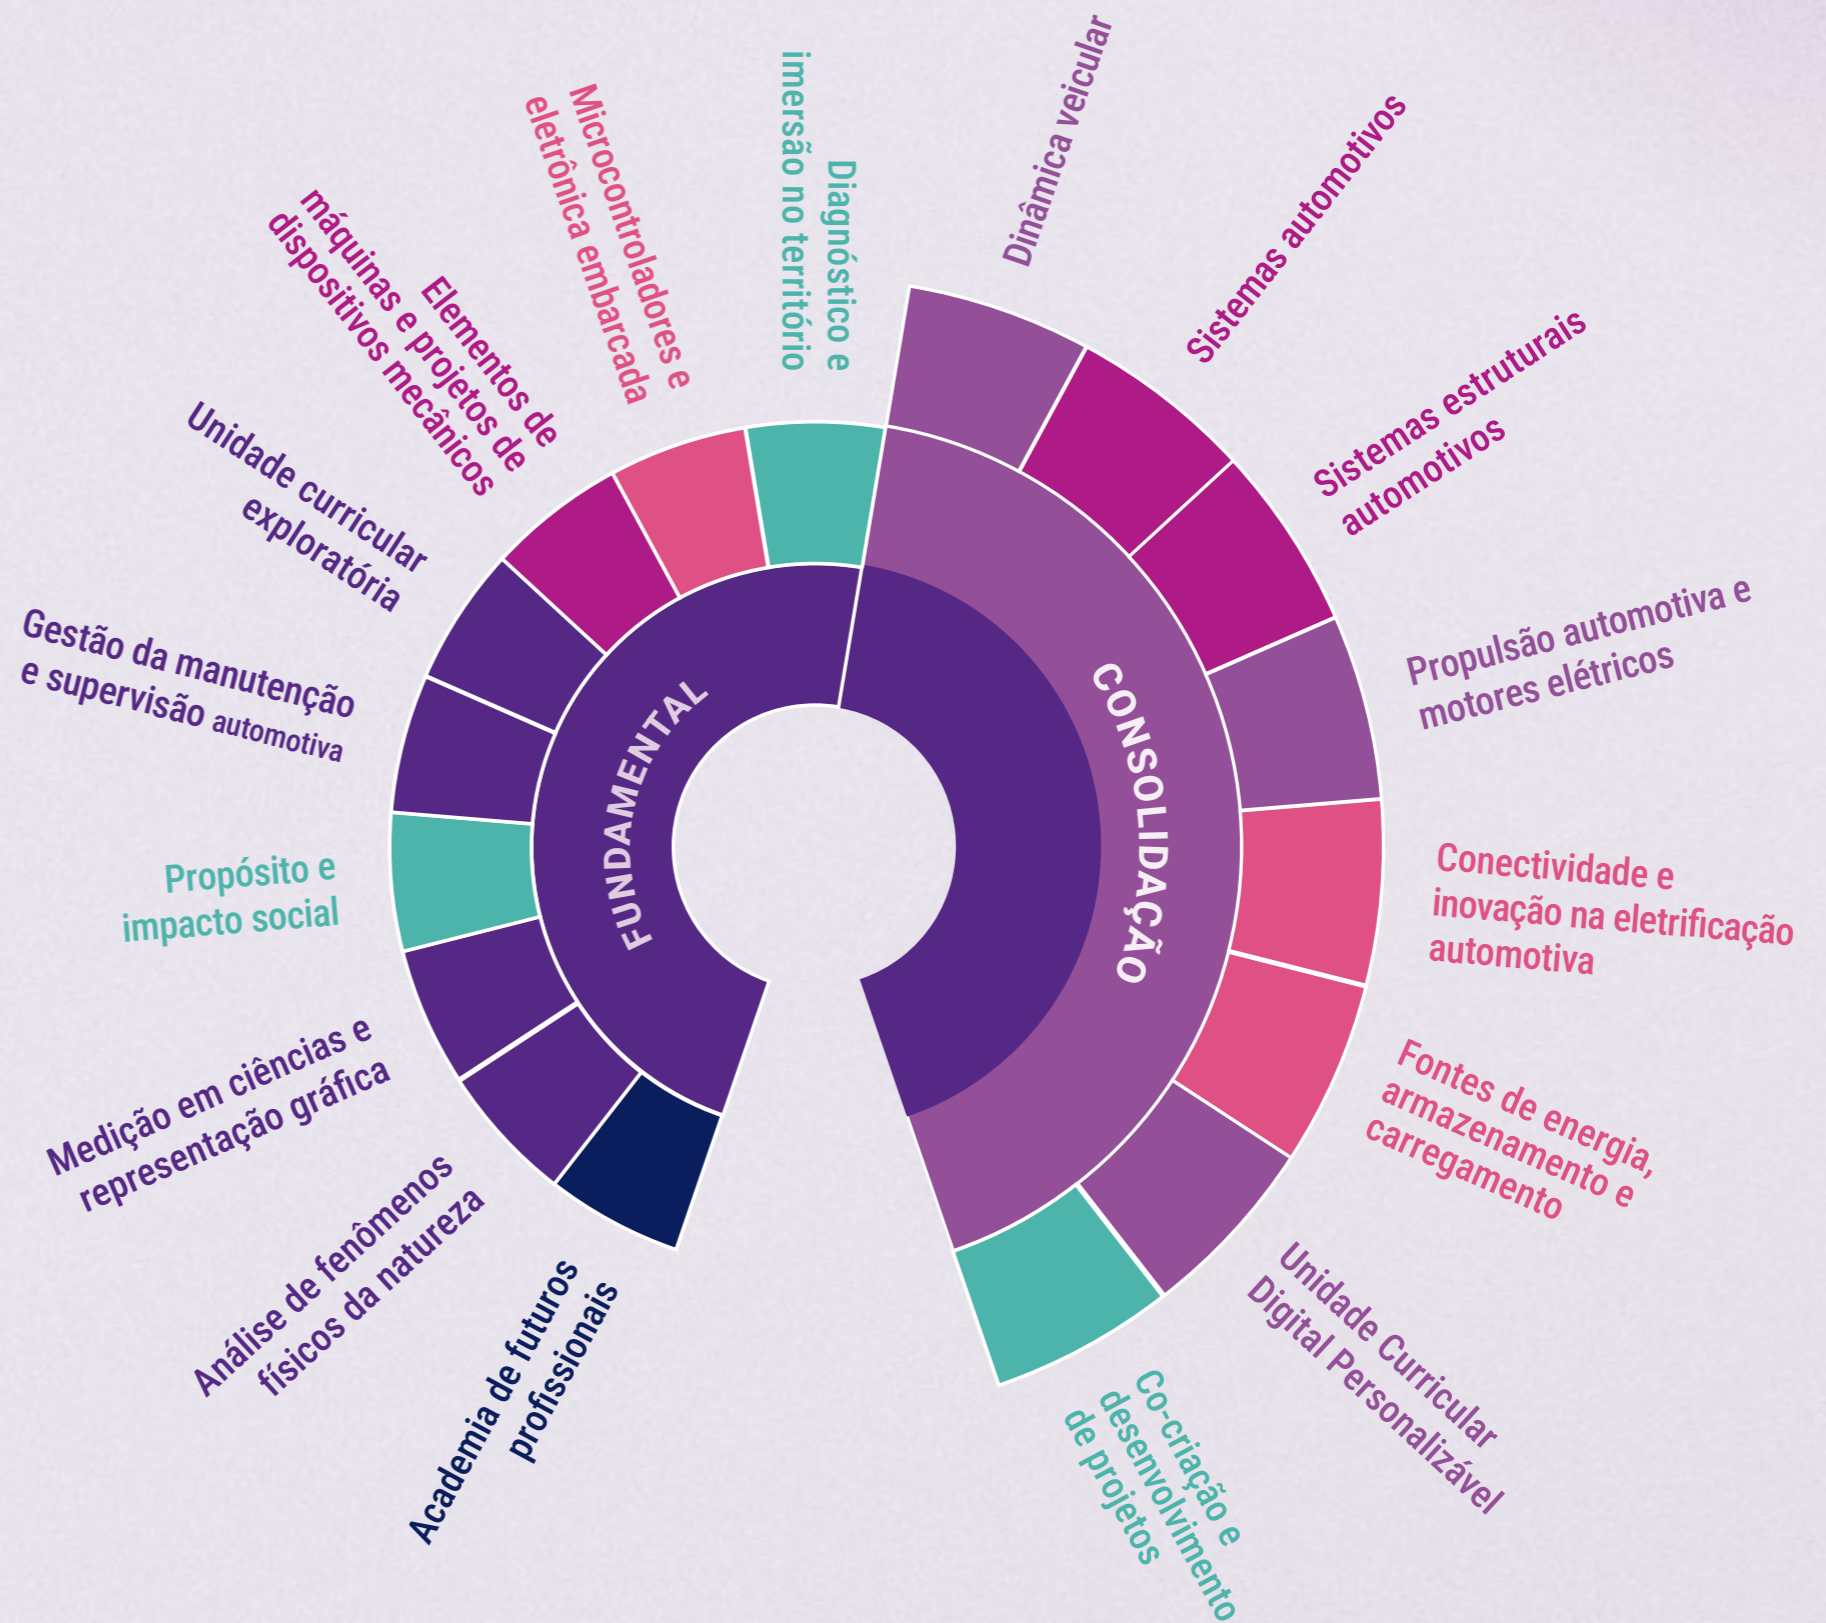 FUNDAMENTAL
Academia de futuros
profissionais
Análise de fenômenos
físicos da natureza
Medição em ciências e
representação gráfica
Propósito e
impacto social
Gestão da manutenção
e supervisão automotiva
Unidade curricular
exploratória
Elementos de
máquinas e projetos de
dispositivos mecânicos
Microcontroladores e
eletrônica embarcada
Diagnóstico e
imersão no território
CONSOLIDAÇÃO
Dinâmica veicular
Sistemas automotivos
Sistemas estruturais
automotivos
Propulsão automotiva e
motores elétricos
Conectividade e
inovação na eletrificação
automotiva
Fontes de energia,
armazenamento e
carregamento
Unidade Curricular
Digital Personalizável
Co-criação e
desenvolvimento
de projetos